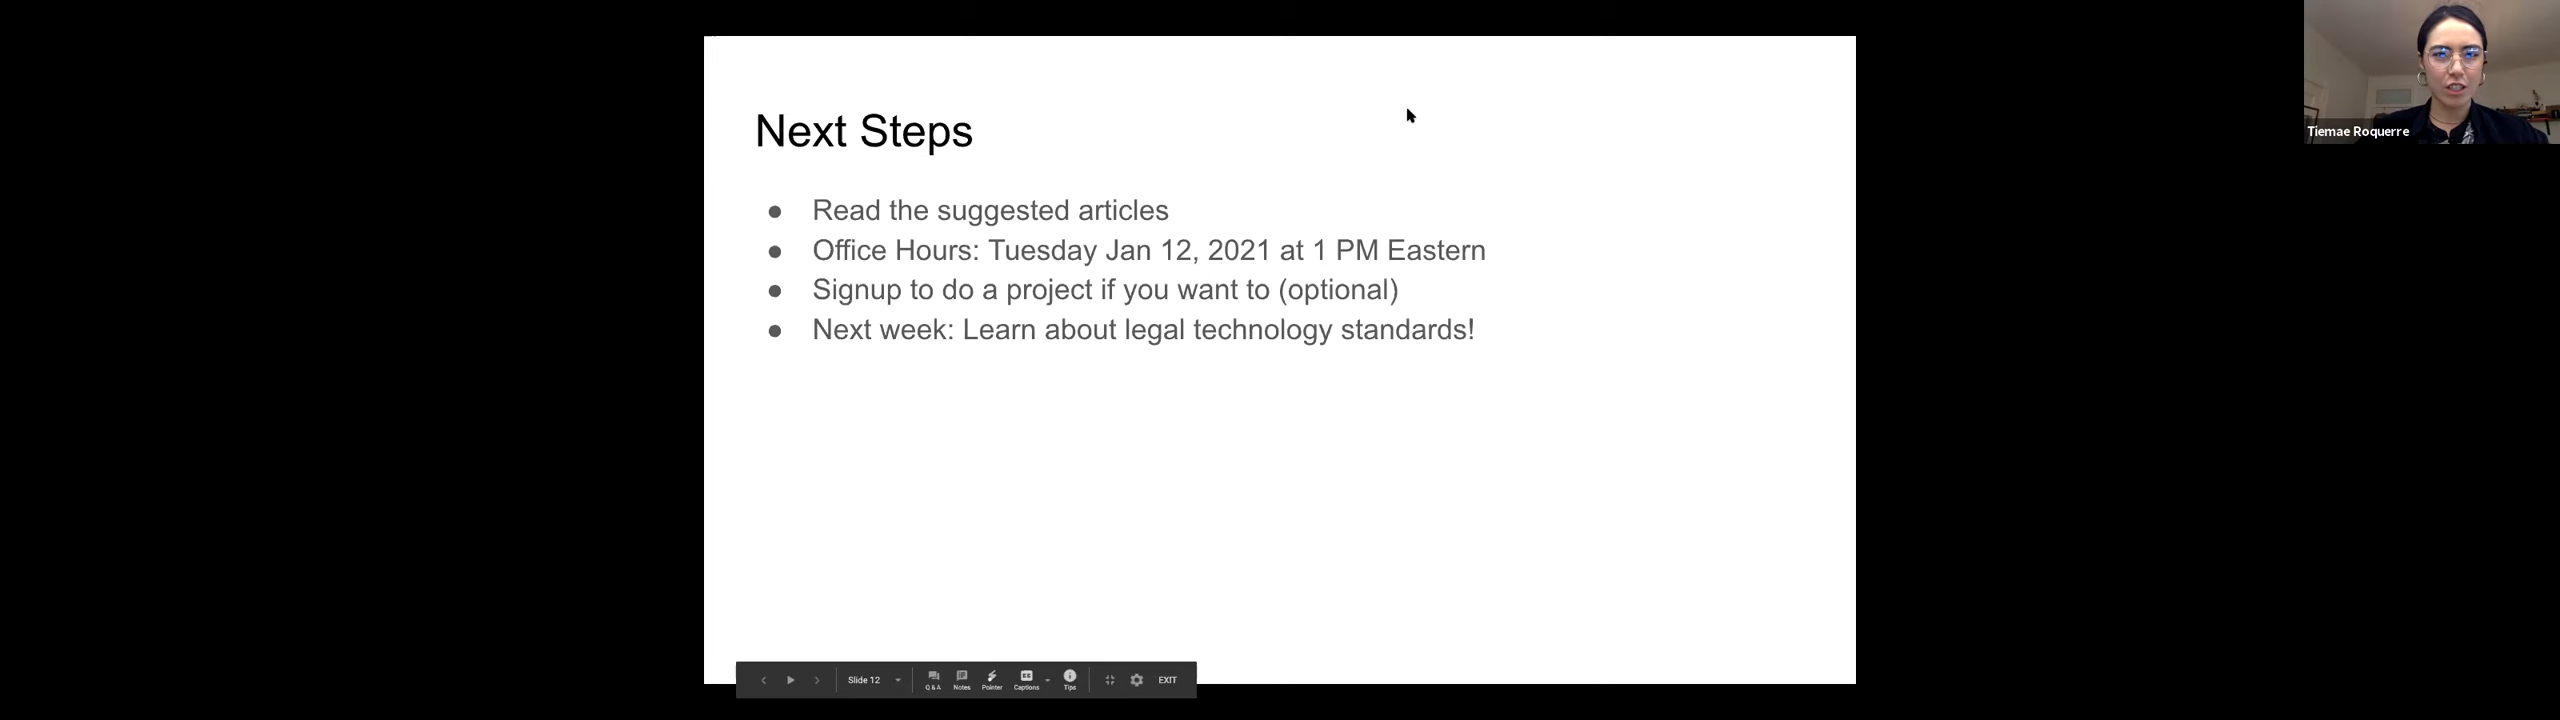 Next Steps
● Read the suggested articles
● Office Hours: Tuesday Jan 12, 2021 at 1 PM Eastern
● Signup to do a project if you want to (optional)
● Next week: Learn about legal technology standards!
Tiemae Roquerre
Slide 12
Q & A
Notes
Pointer
Captions
Tips
EXIT